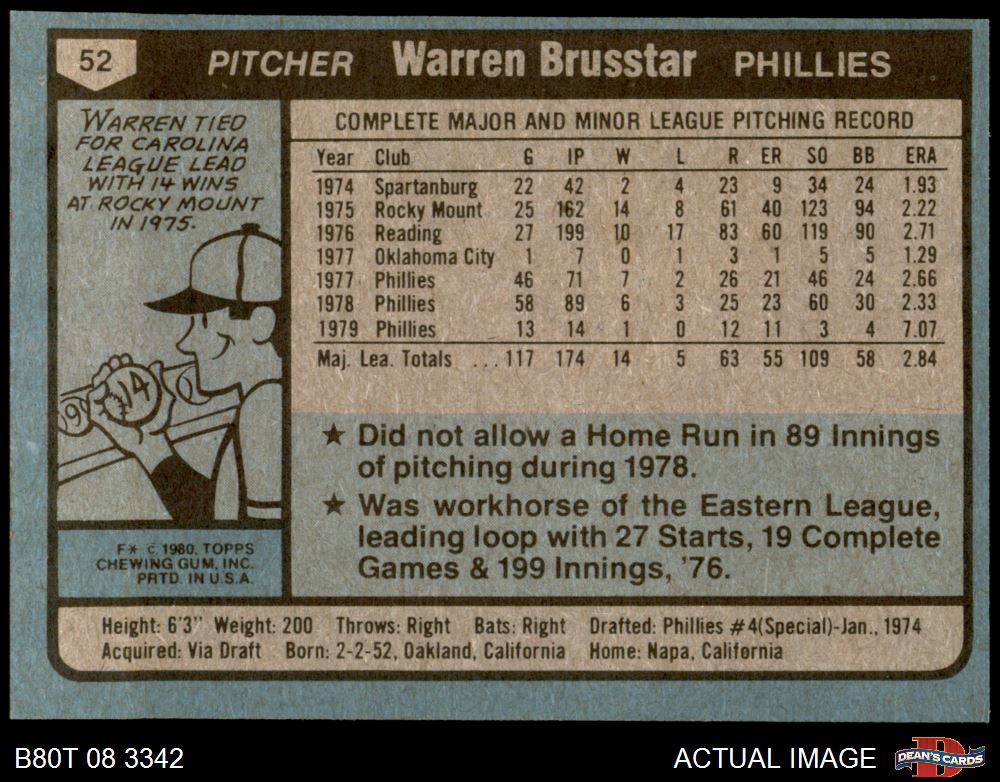 52 PITCHER Warren Brusstar PHILLIES
WARREN TIED
FOR CAROLINA
LEAGUE LEAD
WITH 14 WINS
AT ROCKY MOUNT
IN 1975.
9 14
COMPLETE MAJOR AND MINOR LEAGUE PITCHING RECORD
Year Club G IP W L R ER SO BB ERA
1974 Spartanburg 22 42 2 4 23 9 34 24 1.93
1975 Rocky Mount 25 162 14 8 61 40 123 94 2.22
1976 Reading 27 199 10 17 83 60 119 90 2.71
1977 Oklahoma City 1 7 0 1 3 1 5 5 1.29
1977 Phillies 46 71 7 2 26 21 46 24 2.66
1978 Phillies 58 89 6 3 25 23 60 30 2.33
1979 Phillies 13 14 1 0 12 11 3 4 7.07
Maj. Lea. Totals ... 117 174 14 5 63 55 109 58 2.84
★ Did not allow a Home Run in 89 Innings
of pitching during 1978.
★ Was workhorse of the Eastern League,
leading loop with 27 Starts, 19 Complete
Games & 199 Innings, '76.
F* © 1980. TOPPS
CHEWING GUM, INC.
PRTD. IN U.S.A.
Height: 6'3" Weight: 200 Throws: Right Bats: Right Drafted: Phillies #4(Special)-Jan., 1974
Acquired: Via Draft Born: 2-2-52, Oakland, California Home: Napa, California
B80T 08 3342 ACTUAL IMAGE DEAN'S CARDS